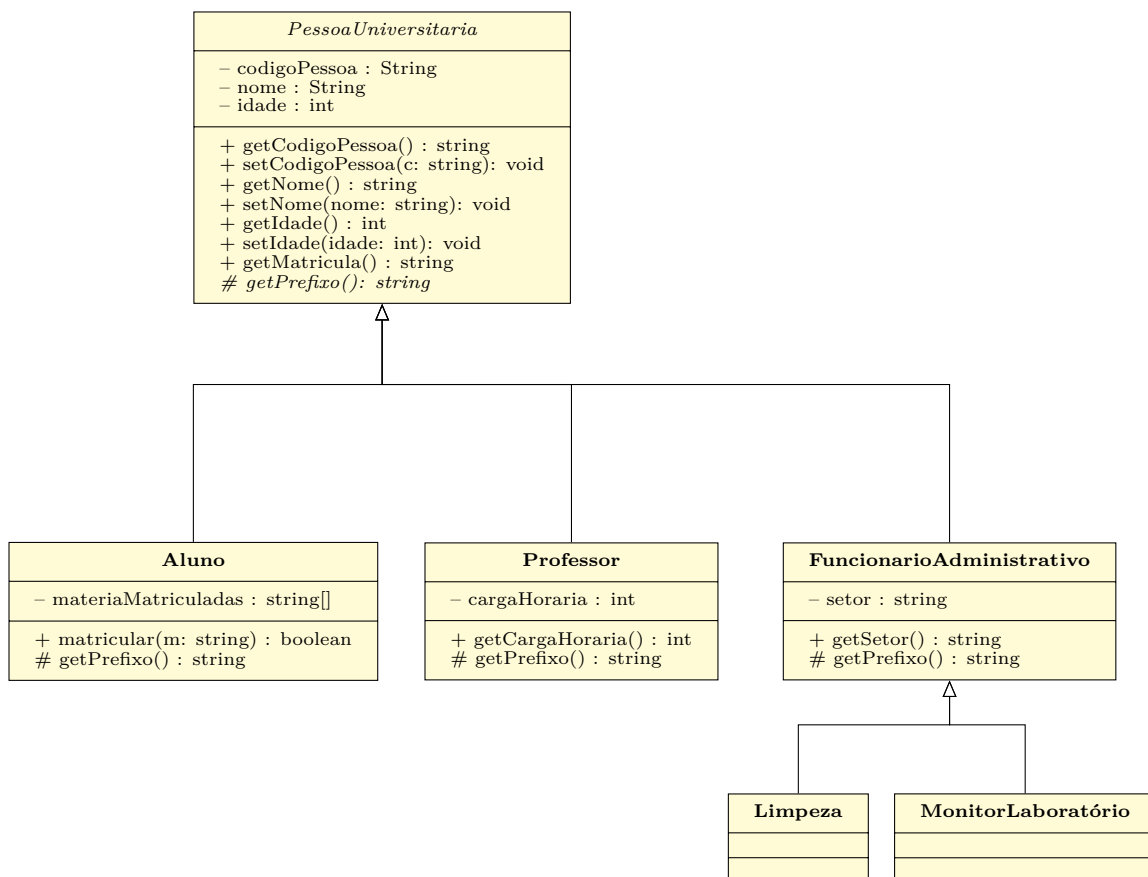 PessoaUniversitaria
– codigoPessoa : String
– nome : String
– idade : int
+ getCodigoPessoa() : string
+ setCodigoPessoa(c: string): void
+ getNome() : string
+ setNome(nome: string): void
+ getIdade() : int
+ setIdade(idade: int): void
+ getMatricula() : string
# getPrefixo(): string
Aluno
– materiaMatriculadas : string[]
+ matricular(m: string) : boolean
# getPrefixo() : string
Professor
– cargaHoraria : int
+ getCargaHoraria() : int
# getPrefixo() : string
FuncionarioAdministrativo
– setor : string
+ getSetor() : string
# getPrefixo() : string
Limpeza
MonitorLaboratório